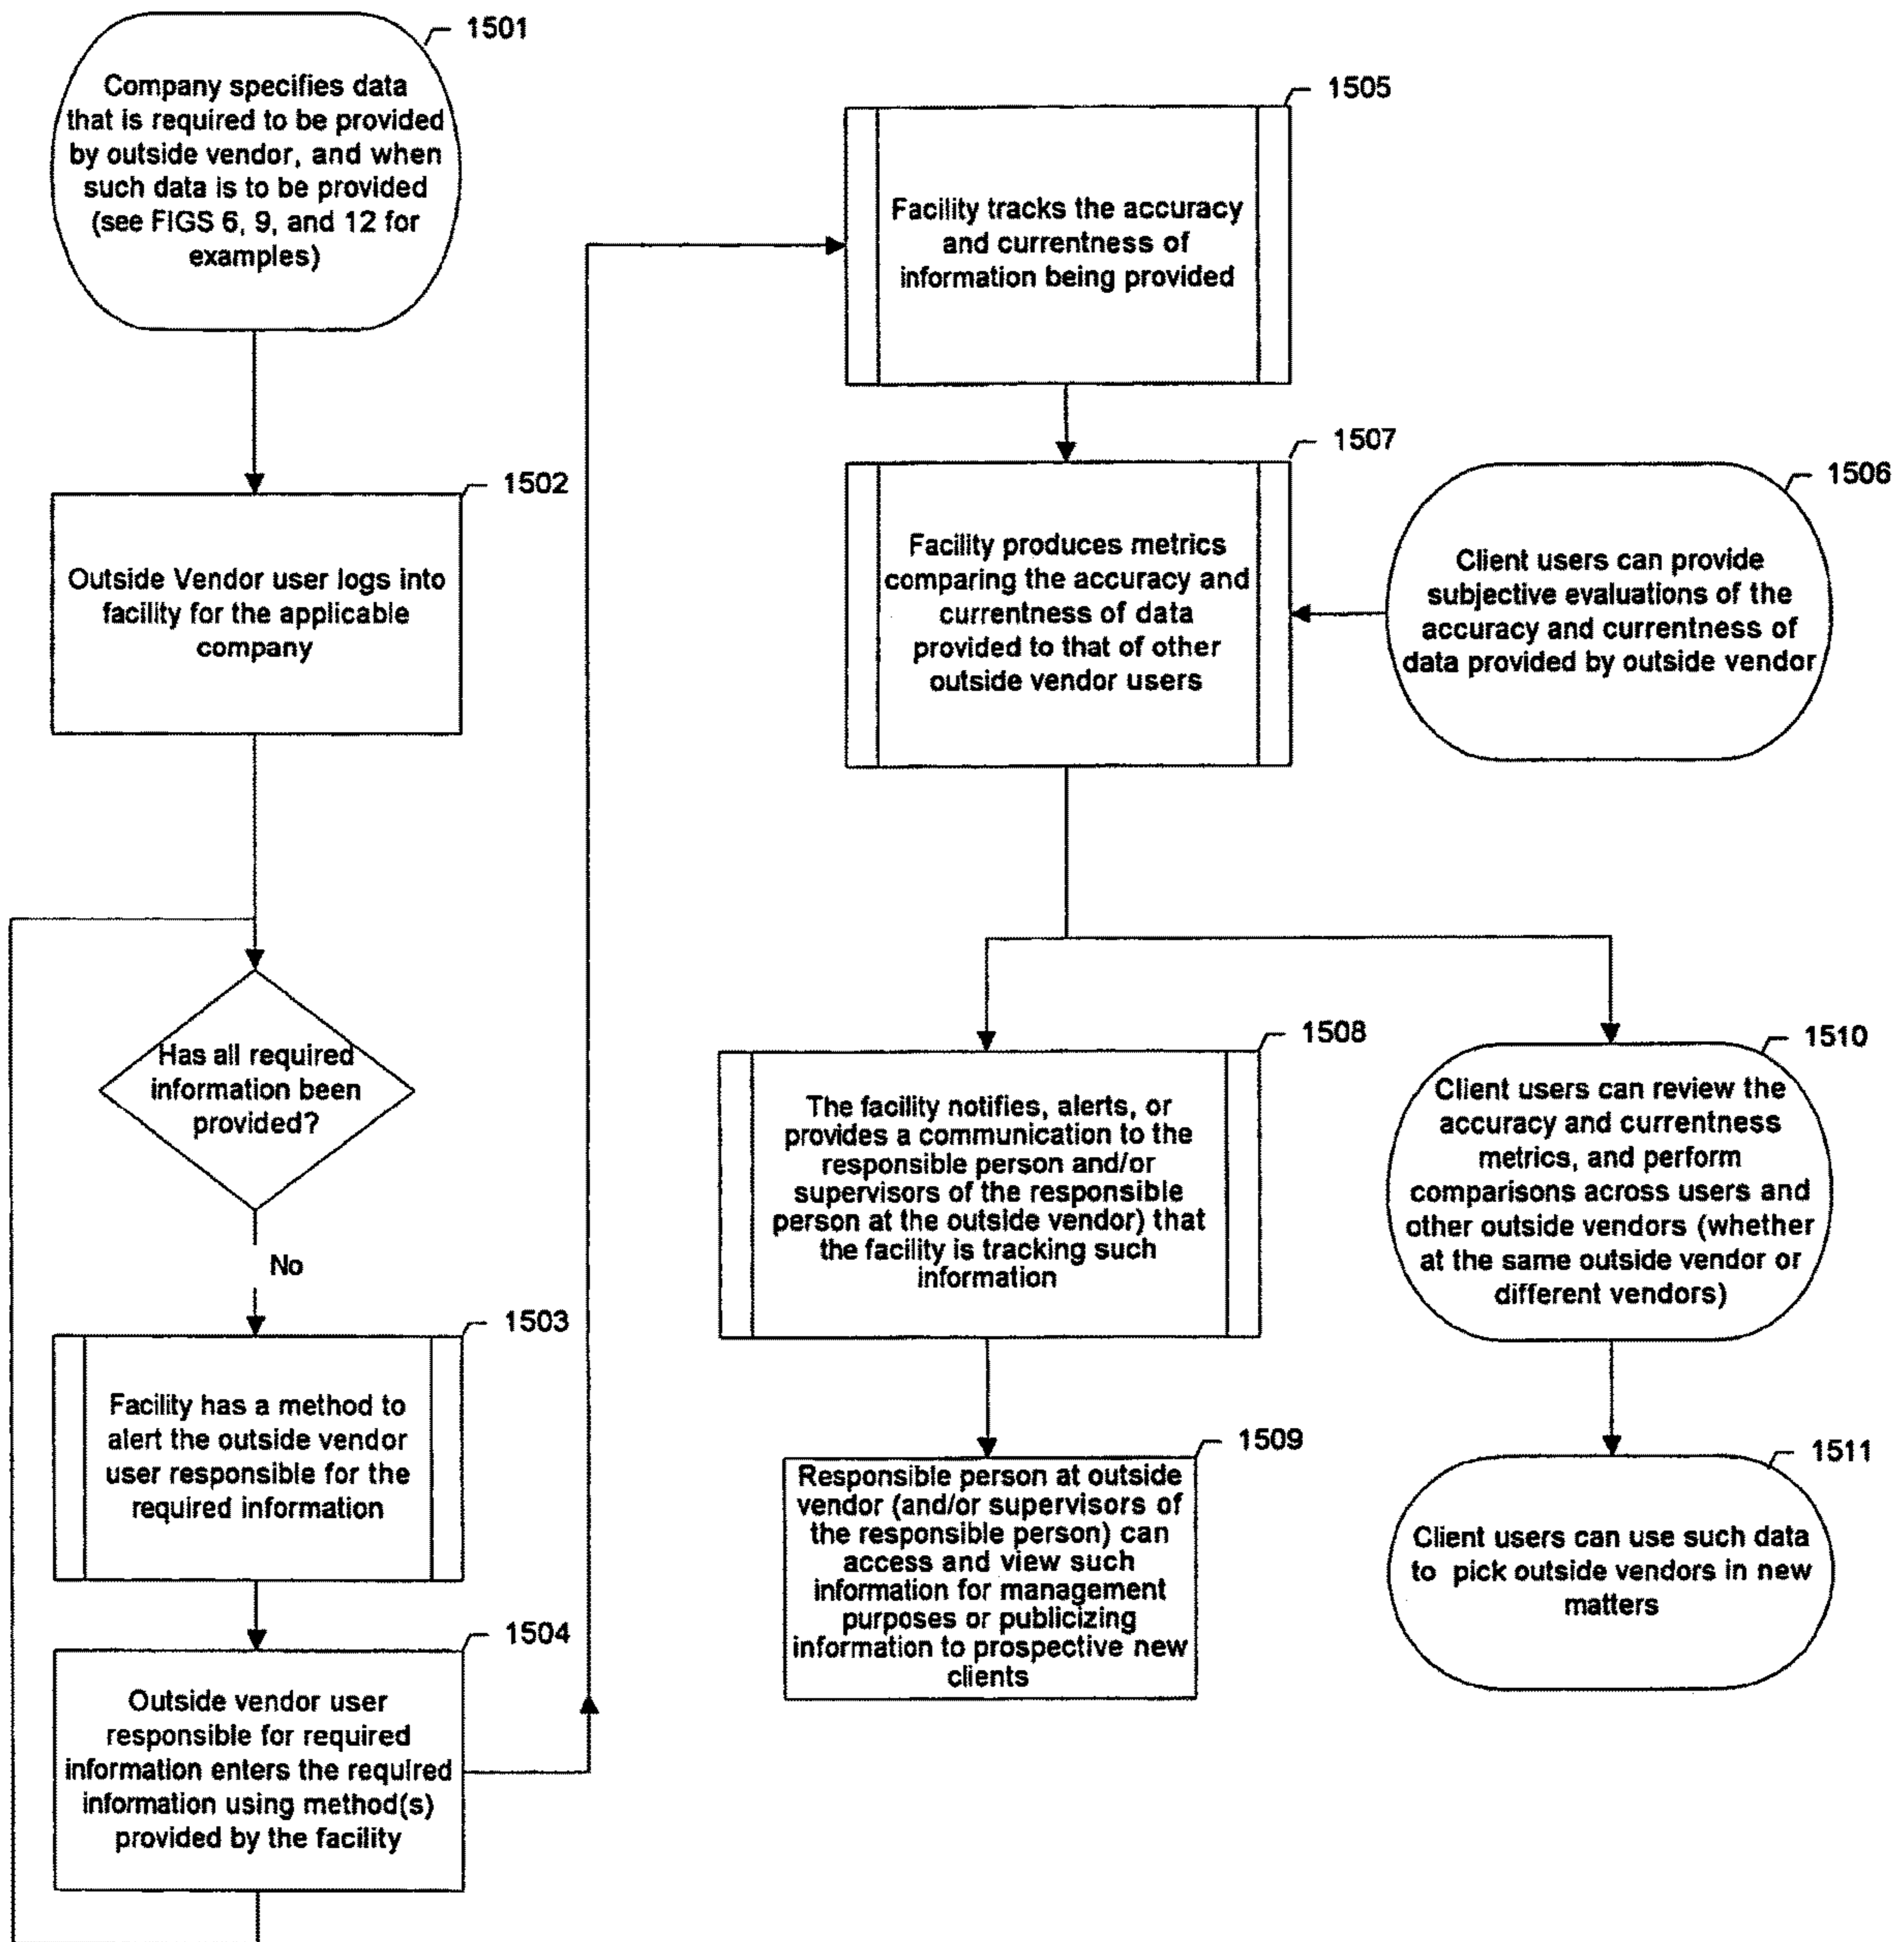 1501
Company specifies data
that is required to be provided
by outside vendor, and when
such data is to be provided
(see FIGS 6, 9, and 12 for
examples)
1502
Outside Vendor user logs into
facility for the applicable
company
Has all required
information been
provided?
No
1503
Facility has a method to
alert the outside vendor
user responsible for the
required information
1504
Outside vendor user
responsible for required
information enters the required
information using method(s)
provided by the facility
1505
Facility tracks the accuracy
and currentness of
information being provided
1507
Facility produces metrics
comparing the accuracy and
currentness of data
provided to that of other
outside vendor users
1506
Client users can provide
subjective evaluations of the
accuracy and currentness of
data provided by outside vendor
1508
The facility notifies, alerts, or
provides a communication to the
responsible person and/or
supervisors of the responsible
person at the outside vendor) that
the facility is tracking such
information
1509
Responsible person at outside
vendor (and/or supervisors of
the responsible person) can
access and view such
information for management
purposes or publicizing
information to prospective new
clients
1510
Client users can review the
accuracy and currentness
metrics, and perform
comparisons across users and
other outside vendors (whether
at the same outside vendor or
different vendors)
1511
Client users can use such data
to pick outside vendors in new
matters